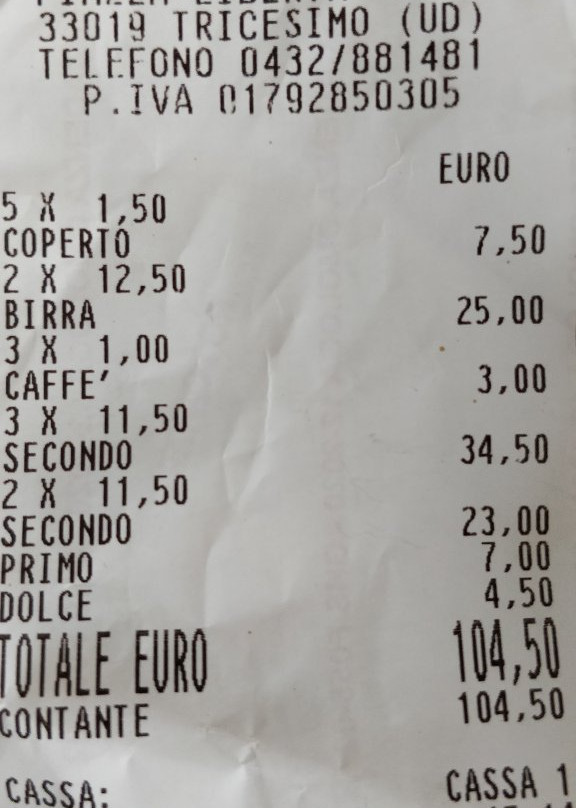 33019 TRICESIMO (UD)
TELEFONO 0432/881481
P.IVA 01792850305
EURO
5 X 1,50
COPERTO 7,50
2 X 12,50
BIRRA 25,00
3 X 1,00
CAFFE' 3,00
3 X 11,50
SECONDO 34,50
2 X 11,50
SECONDO 23,00
PRIMO 7,00
DOLCE 4,50
TOTALE EURO 104,50
CONTANTE 104,50
CASSA: CASSA 1